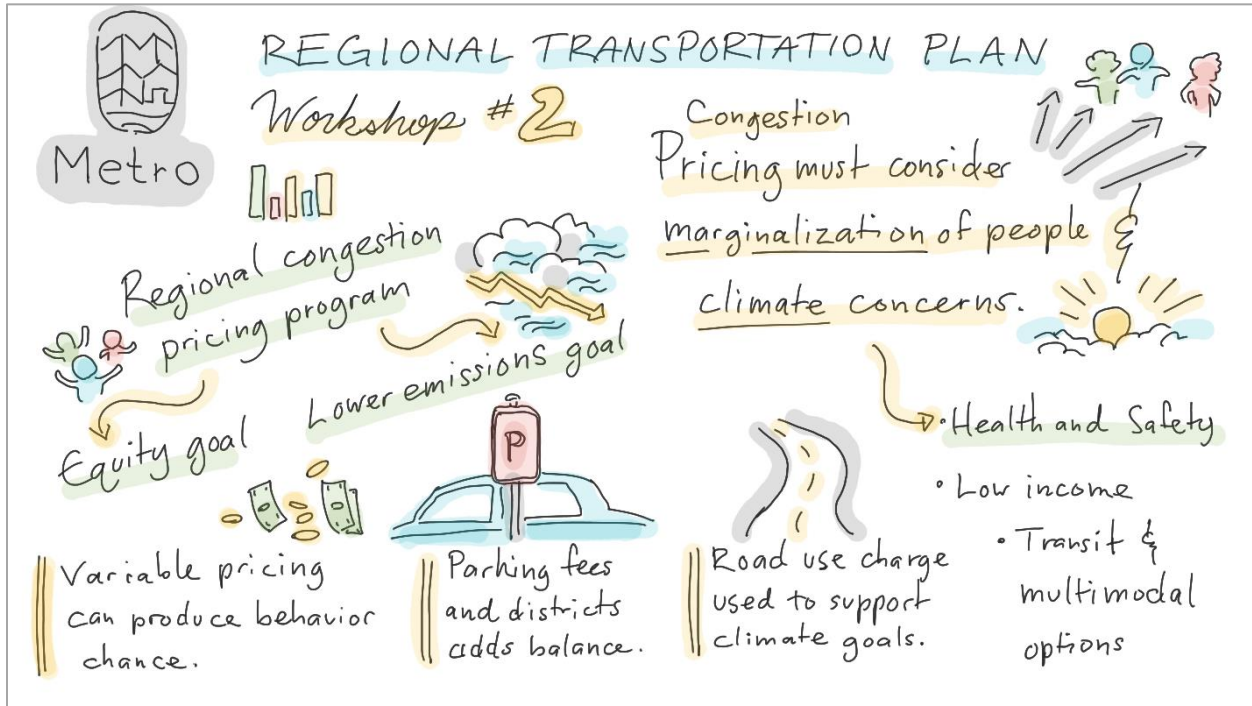 Metro
REGIONAL TRANSPORTATION PLAN
Workshop #2
Regional congestion
pricing program
Equity goal
Lower emissions goal
Congestion
Pricing must consider
marginalization of people &
climate concerns.
• Health and Safety
• Low income
• Transit &
multimodal
options
Variable pricing
can produce behavior
chance.
P
Parking fees
and districts
adds balance.
Road use charge
used to support
climate goals.